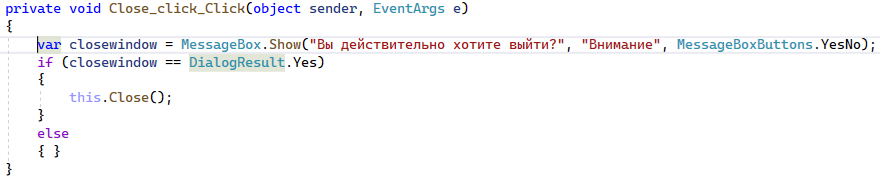 private void Close_click_Click(object sender, EventArgs e)
{
var closewindow = MessageBox.Show("Вы действительно хотите выйти?", "Внимание", MessageBoxButtons.YesNo);
if (closewindow == DialogResult.Yes)
{
this.Close();
}
else
{ }
}